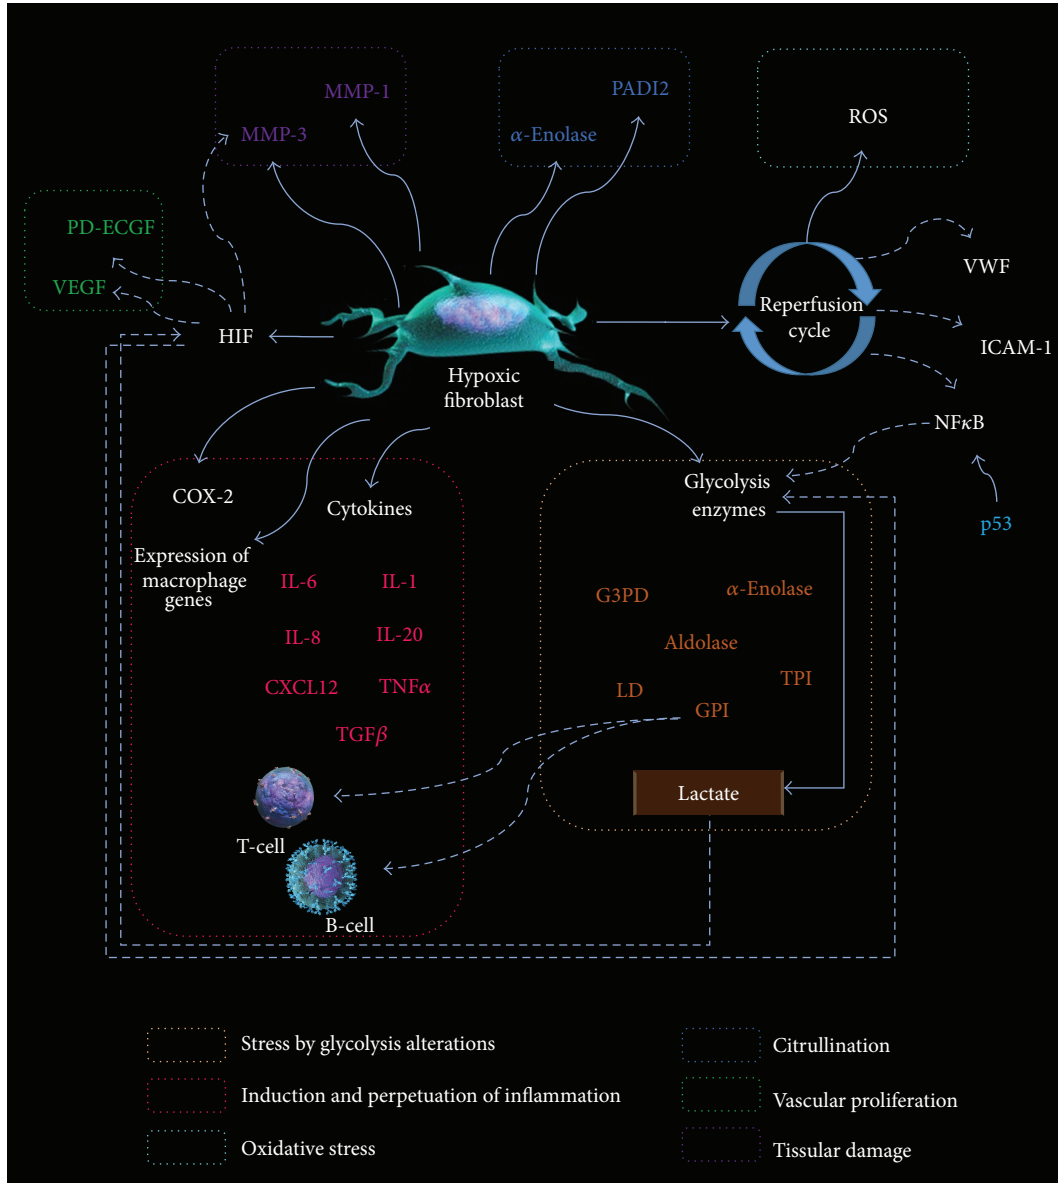 MMP-1
MMP-3
PADI2
α-Enolase
ROS
PD-ECGF
VEGF
HIF
VWF
Reperfusion
cycle
ICAM-1
Hypoxic
fibroblast
NFκB
p53
COX-2
Cytokines
Glycolysis
enzymes
Expression of
macrophage
genes
IL-6
IL-1
IL-8
IL-20
CXCL12
TNFα
TGFβ
T-cell
B-cell
G3PD
α-Enolase
Aldolase
TPI
LD
GPI
Lactate
Stress by glycolysis alterations
Induction and perpetuation of inflammation
Oxidative stress
Citrullination
Vascular proliferation
Tissular damage